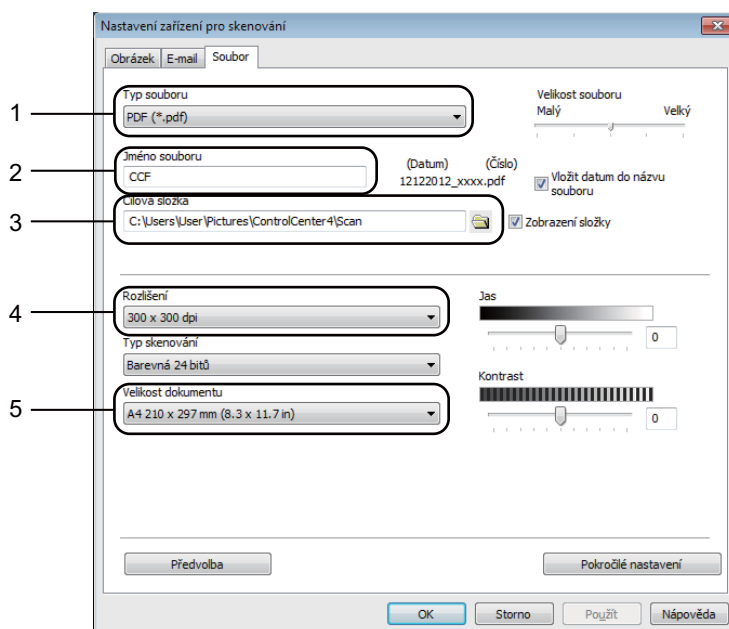 Nastavení zařízení pro skenování
Obrázek E-mail Soubor
Typ souboru
PDF (*.pdf)
Velikost souboru
Malý Velký
1
Jméno souboru
CCF
(Datum) (Číslo)
12122012_xxxx.pdf
Vložit datum do názvu
souboru
2
Cílová složka
C:\Users\User\Pictures\ControlCenter4\Scan
Zobrazení složky
3
Rozlišení
300 x 300 dpi
4
Typ skenování
Barevná 24 bitů
Velikost dokumentu
A4 210 x 297 mm (8.3 x 11.7 in)
5
Jas
0
Kontrast
0
Předvolba
Pokročilé nastavení
OK Storno Použít Nápověda